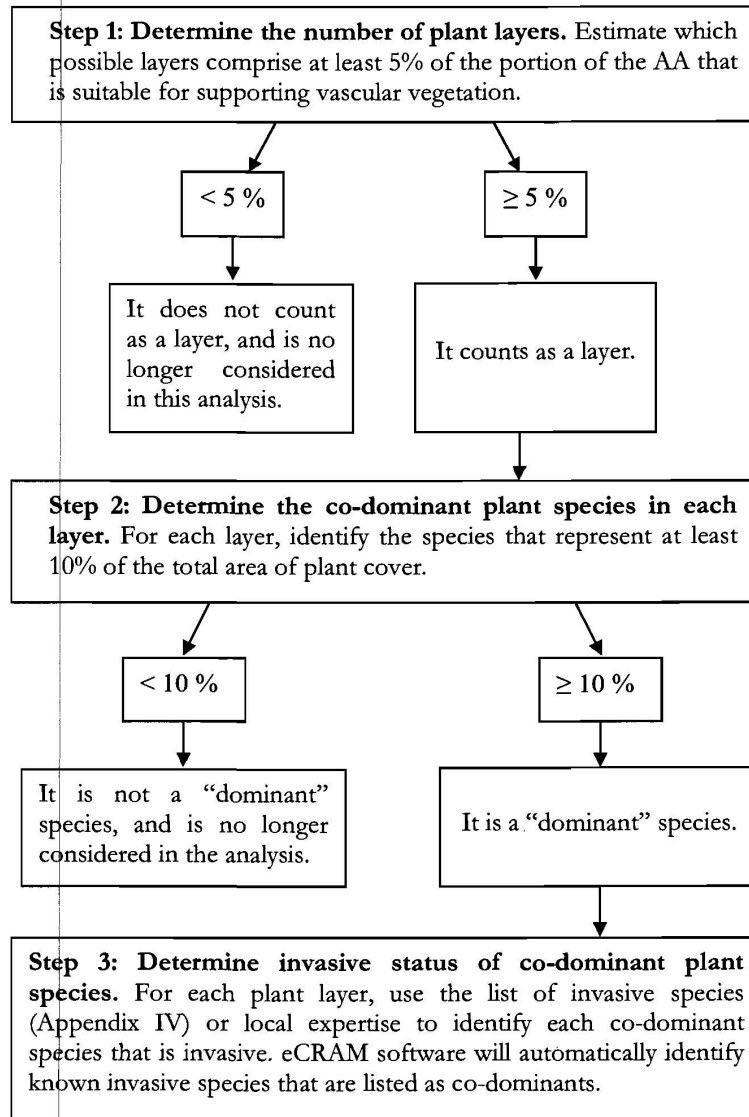 Step 1: Determine the number of plant layers. Estimate which
possible layers comprise at least 5% of the portion of the AA that
is suitable for supporting vascular vegetation.
< 5 %
≥ 5 %
It does not count
as a layer, and is no
longer considered
in this analysis.
It counts as a layer.
Step 2: Determine the co-dominant plant species in each
layer. For each layer, identify the species that represent at least
10% of the total area of plant cover.
< 10 %
≥ 10 %
It is not a “dominant”
species, and is no longer
considered in the analysis.
It is a “dominant” species.
Step 3: Determine invasive status of co-dominant plant
species. For each plant layer, use the list of invasive species
(Appendix IV) or local expertise to identify each co-dominant
species that is invasive. eCRAM software will automatically identify
known invasive species that are listed as co-dominants.